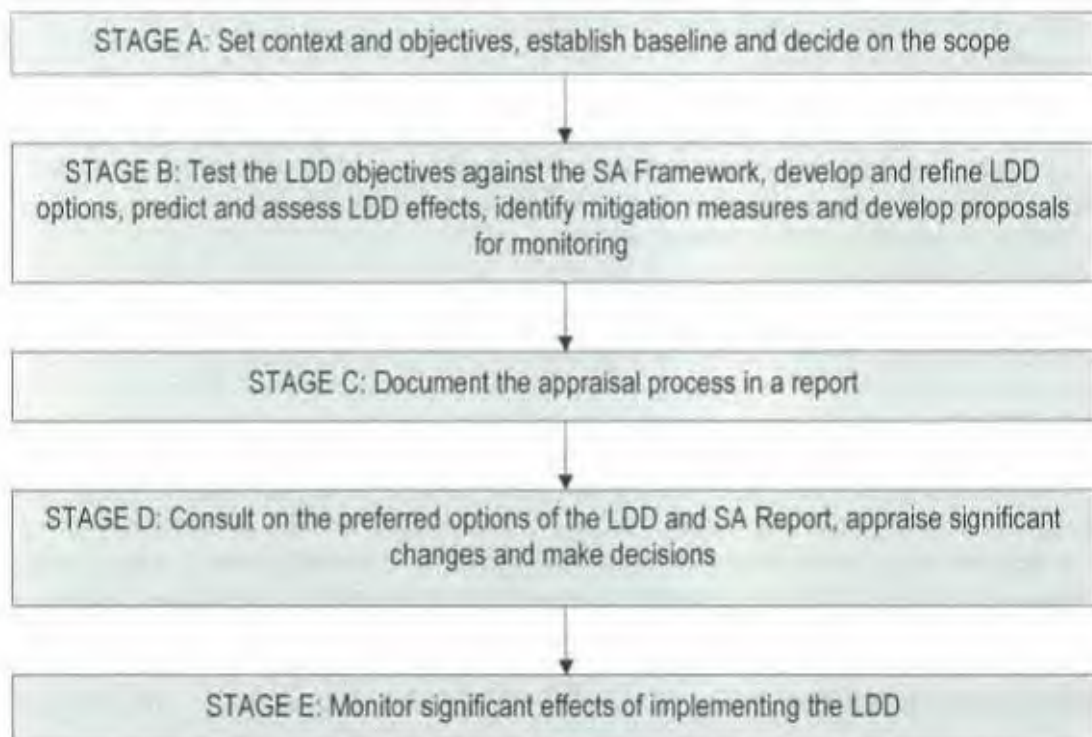 STAGE A: Set context and objectives, establish baseline and decide on the scope
STAGE B: Test the LDD objectives against the SA Framework, develop and refine LDD
options, predict and assess LDD effects, identify mitigation measures and develop proposals
for monitoring
STAGE C: Document the appraisal process in a report
STAGE D: Consult on the preferred options of the LDD and SA Report, appraise significant
changes and make decisions
STAGE E: Monitor significant effects of implementing the LDD